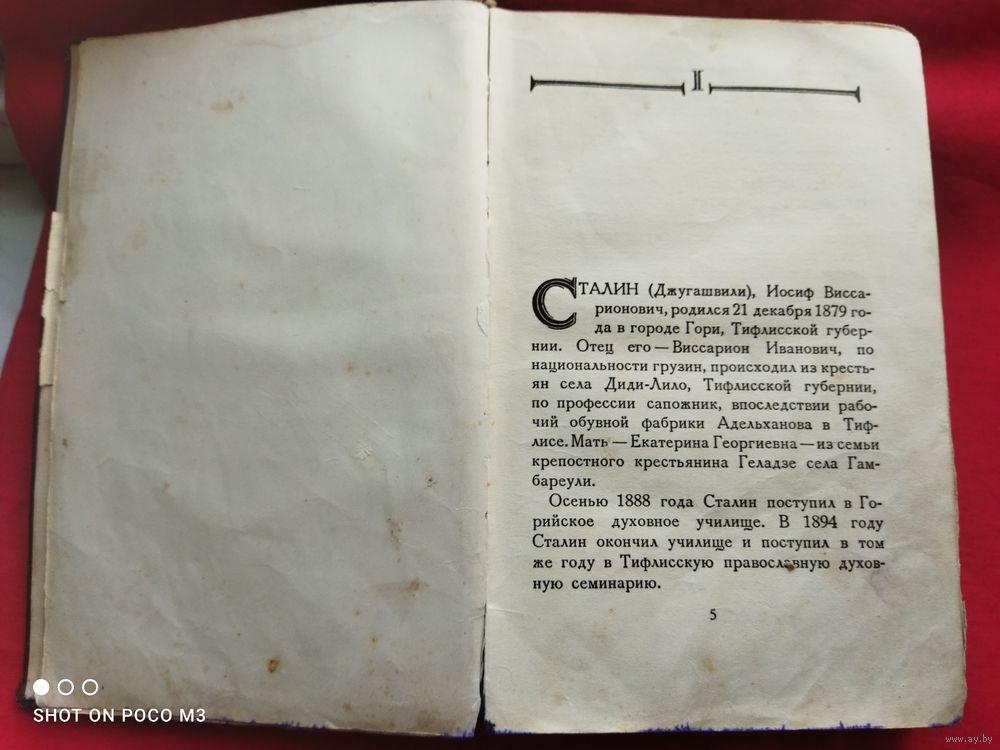 I
СТАЛИН (Джугашвили), Иосиф Висса-
рионович, родился 21 декабря 1879 го-
да в городе Гори, Тифлисской губер-
нии. Отец его — Виссарион Иванович, по
национальности грузин, происходил из кресть-
ян села Диди-Лило, Тифлисской губернии,
по профессии сапожник, впоследствии рабо-
чий обувной фабрики Адельханова в Тиф-
лисе. Мать — Екатерина Георгиевна — из семьи
крепостного крестьянина Геладзе села Гам-
бареули.
Осенью 1888 года Сталин поступил в Го-
рийское духовное училище. В 1894 году
Сталин окончил училище и поступил в том
же году в Тифлисскую православную духов-
ную семинарию.
5
SHOT ON POCO M3
www.ay.by